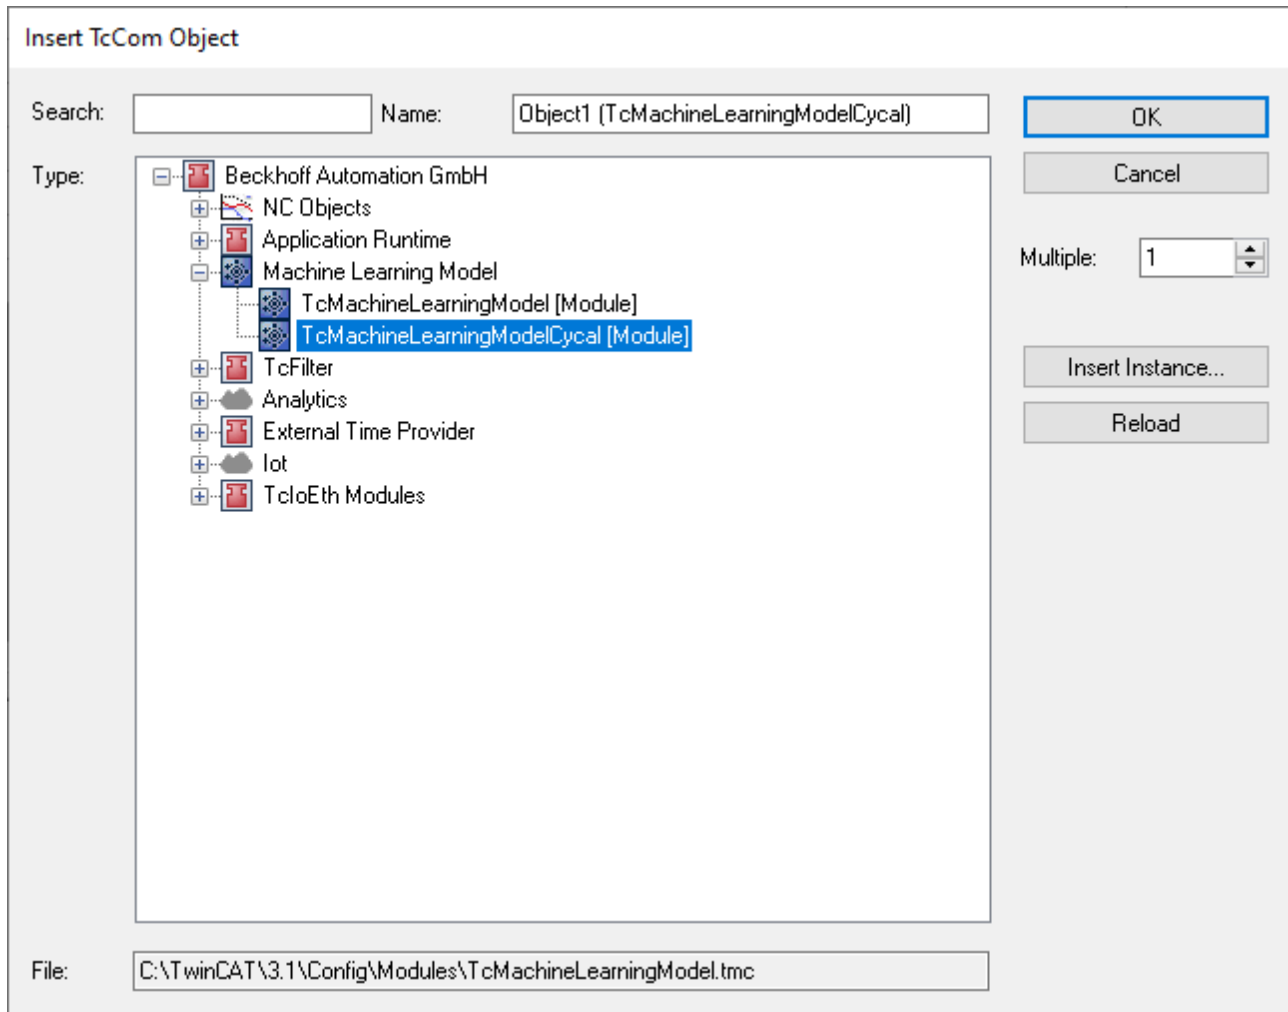 Insert TcCom Object
Search:
Name: Object1 (TcMachineLearningModelCycal)
OK
Type:
Beckhoff Automation GmbH
Cancel
NC Objects
Application Runtime
Multiple: 1
Machine Learning Model
TcMachineLearningModel [Module]
TcMachineLearningModelCycal [Module]
TcFilter
Insert Instance...
Analytics
Reload
External Time Provider
Iot
TcIoEth Modules
File: C:\TwinCAT\3.1\Config\Modules\TcMachineLearningModel.tmc